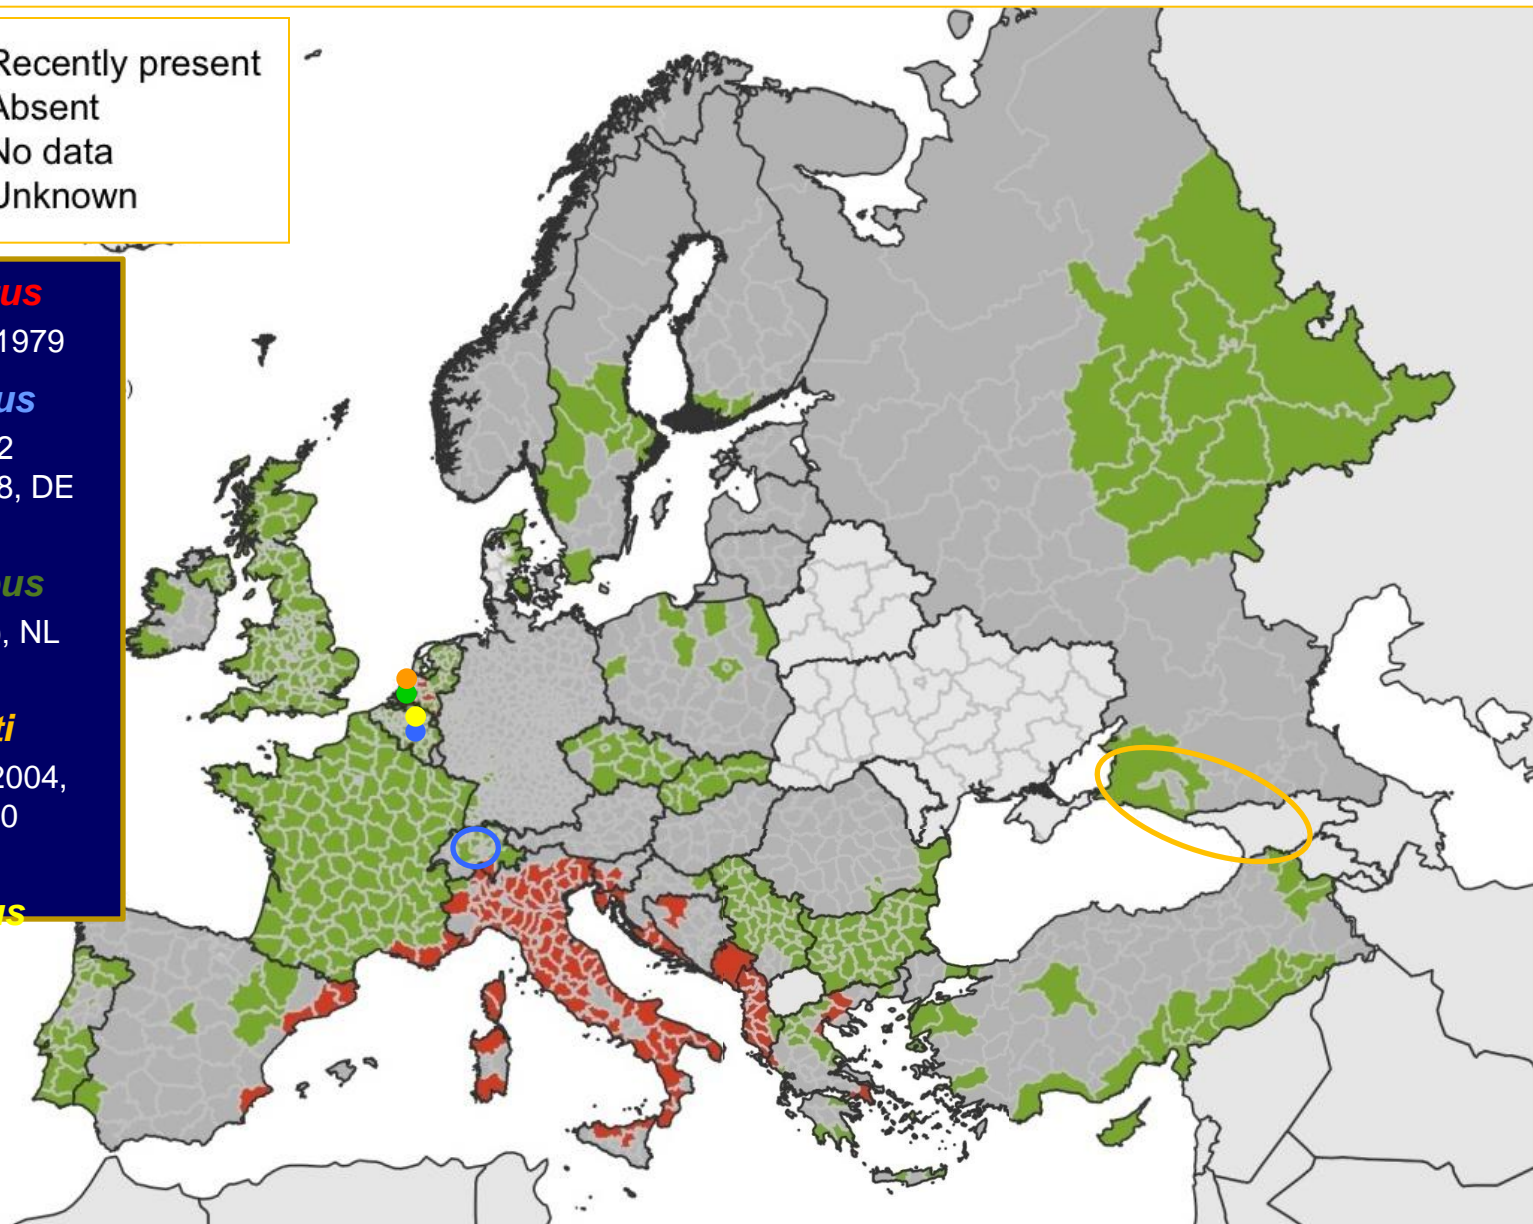 Recently present
Absent
No data
Unknown
us
1979
)
us
2
8, DE
us
, NL
ti
2004,
0
us